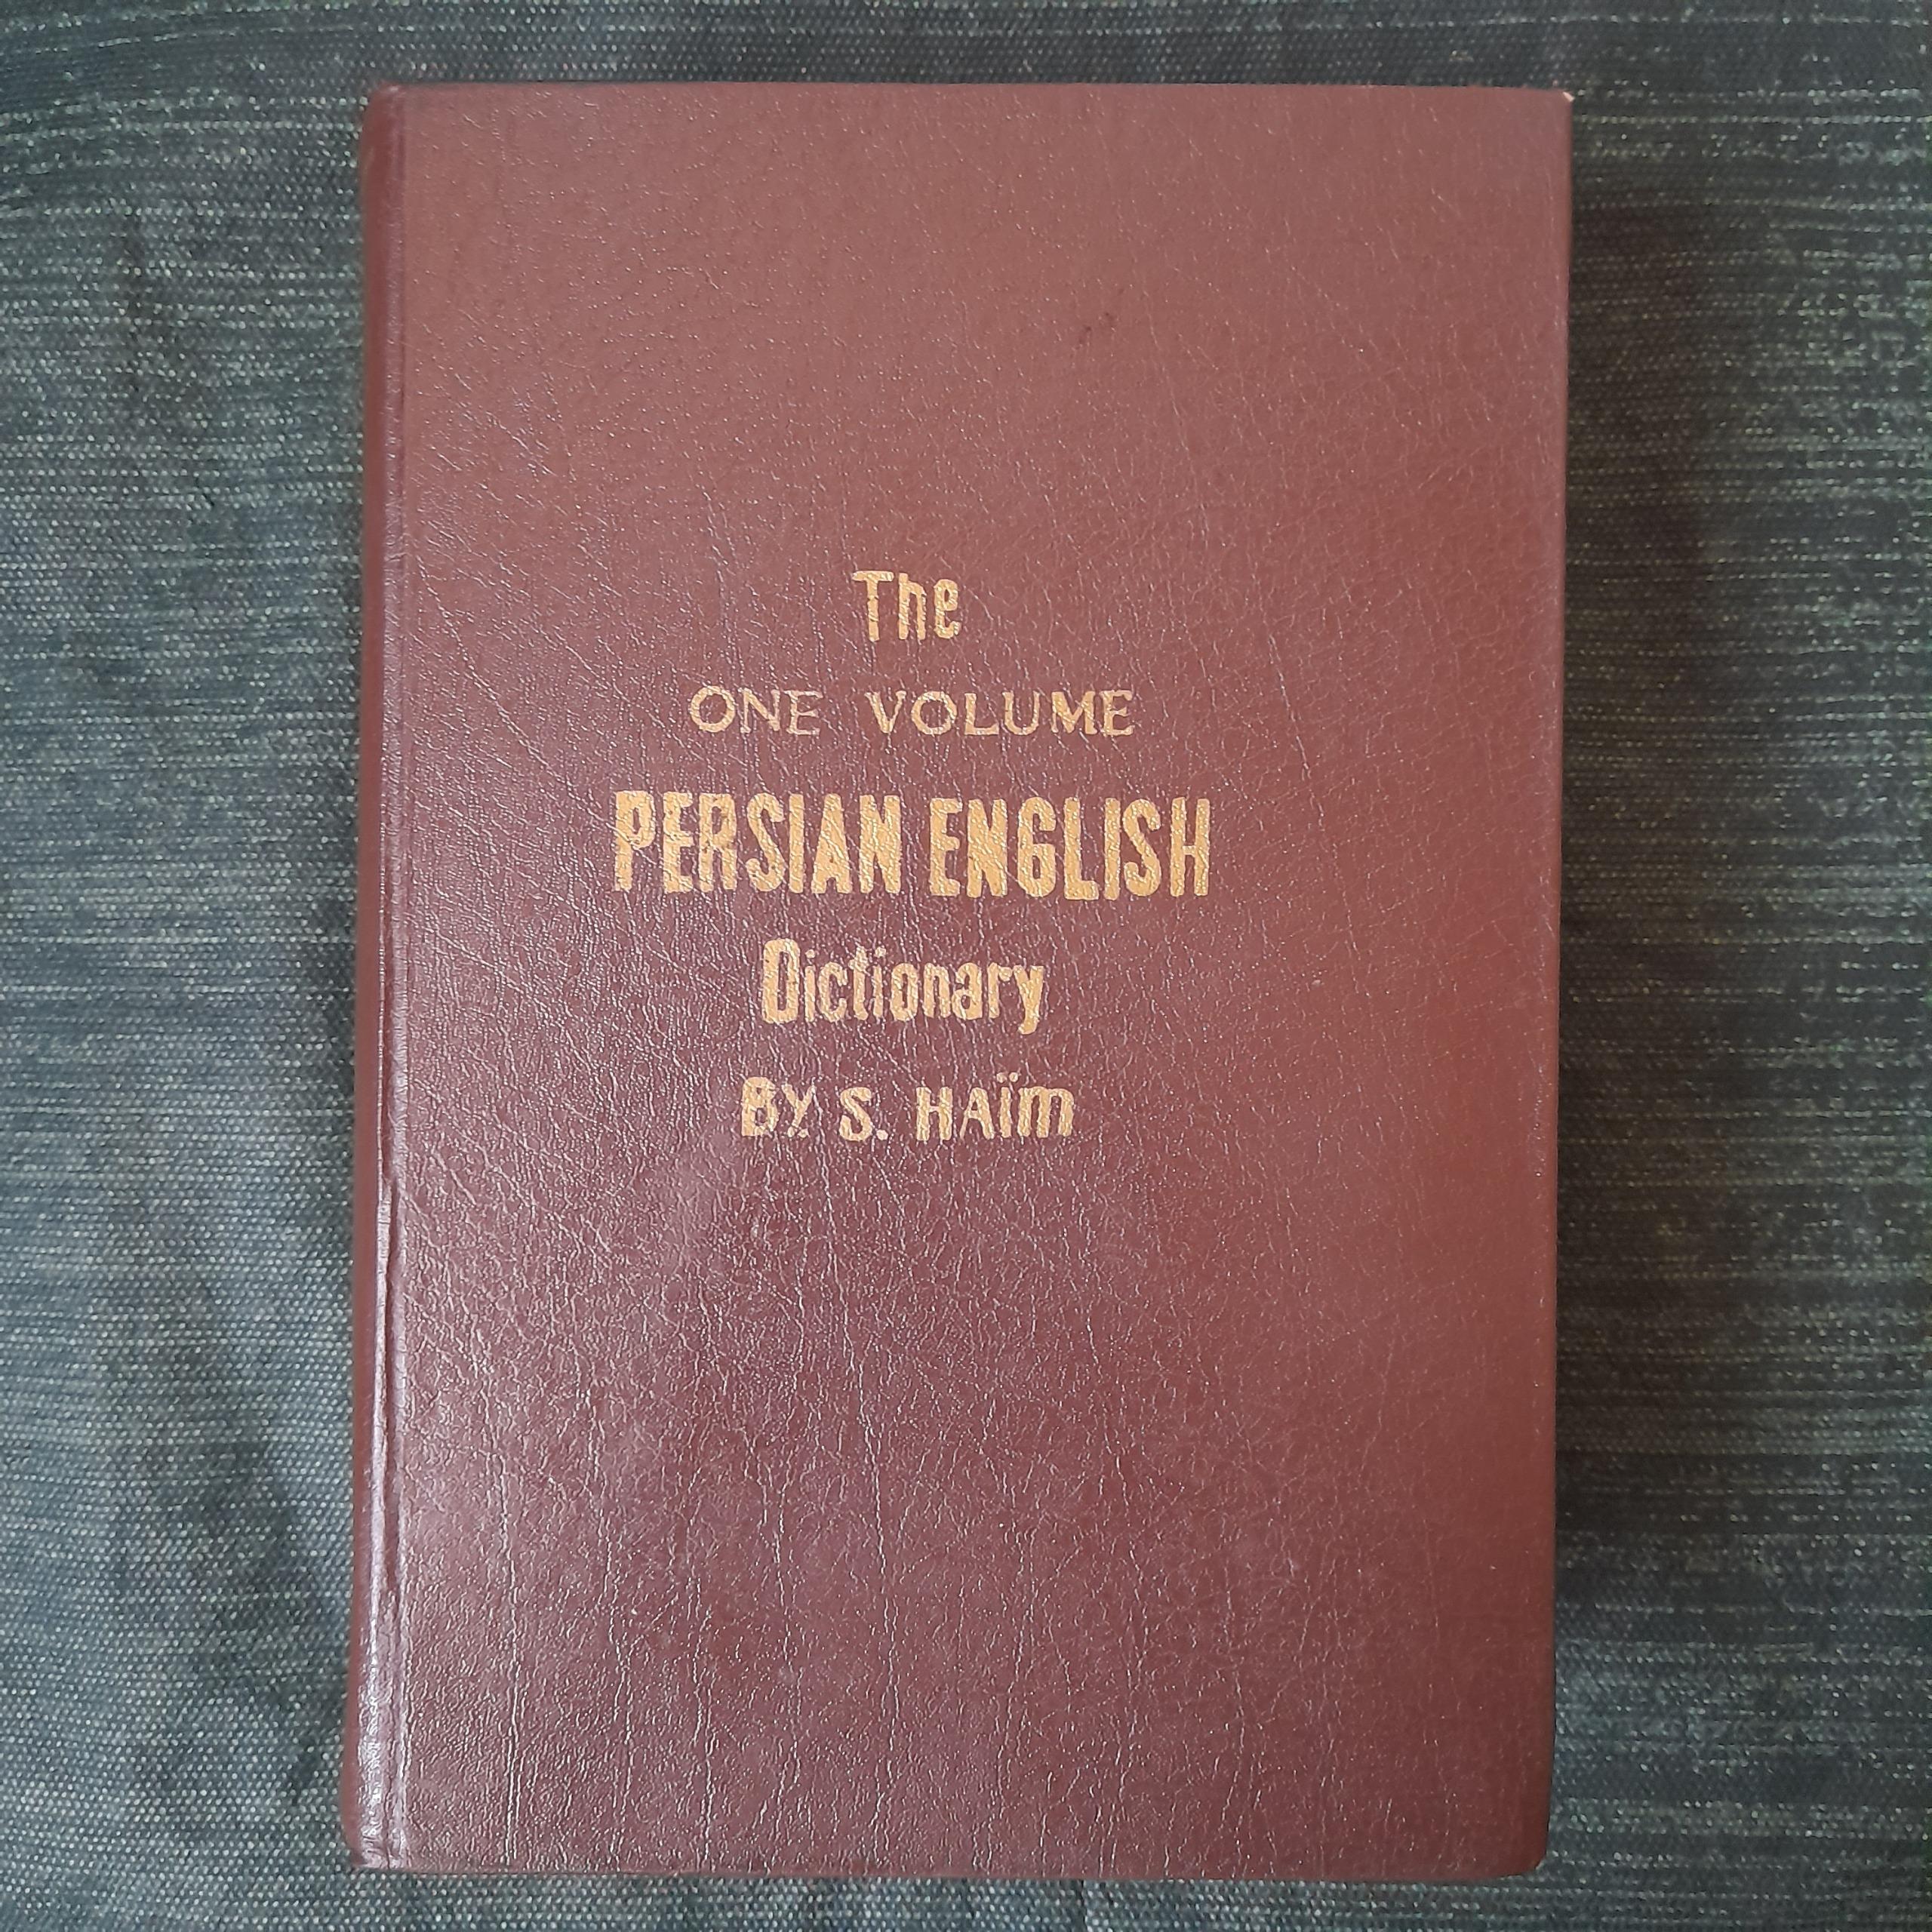 The
ONE VOLUME
PERSIAN ENGLISH
Dictionary
BY S. HAïm